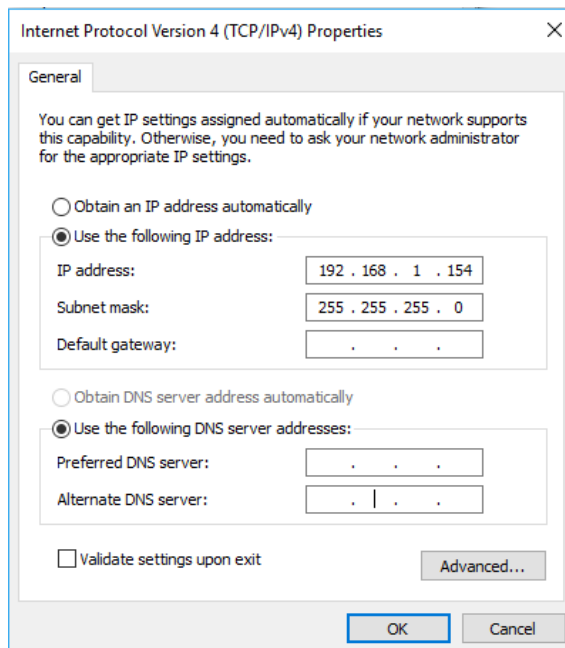 Internet Protocol Version 4 (TCP/IPv4) Properties
General
You can get IP settings assigned automatically if your network supports
this capability. Otherwise, you need to ask your network administrator
for the appropriate IP settings.
Obtain an IP address automatically
Use the following IP address:
IP address: 192 . 168 . 1 . 154
Subnet mask: 255 . 255 . 255 . 0
Default gateway: . . .
Obtain DNS server address automatically
Use the following DNS server addresses:
Preferred DNS server: . . .
Alternate DNS server: . . .
Validate settings upon exit
Advanced...
OK Cancel